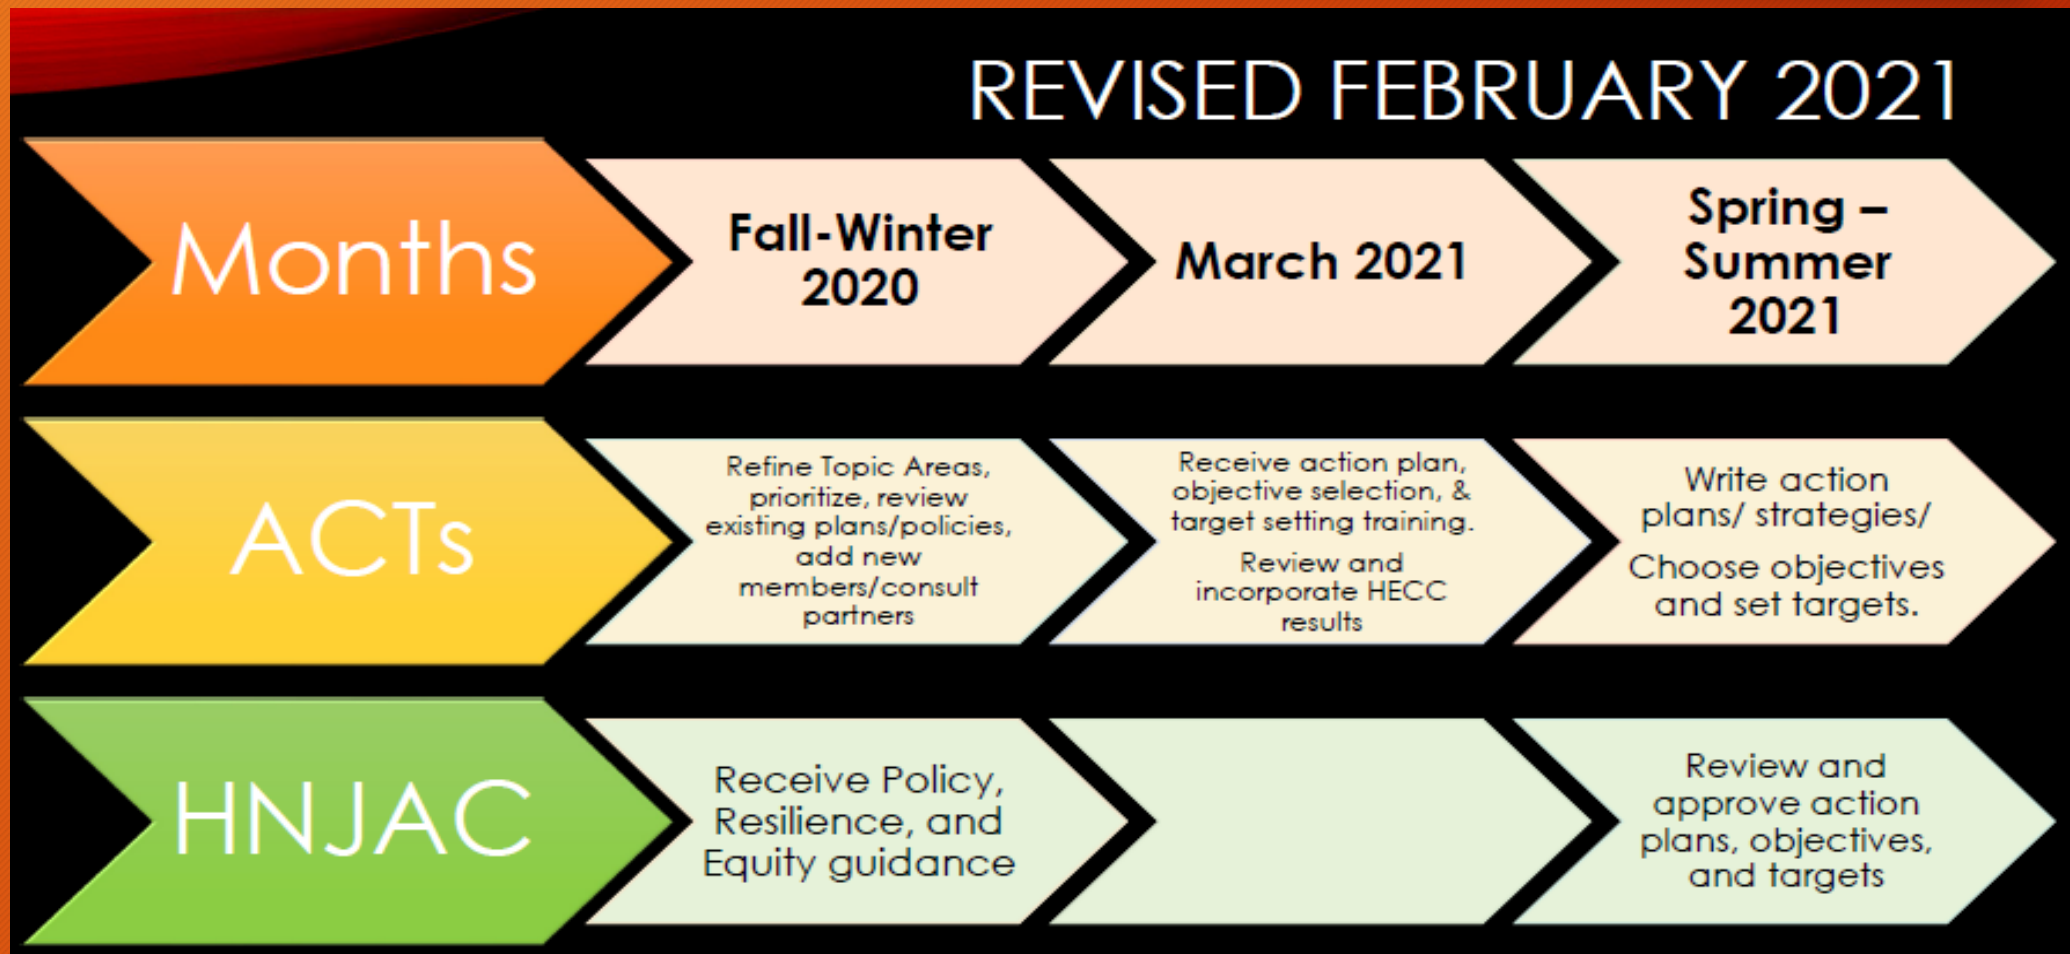 REVISED FEBRUARY 2021
Months
Fall-Winter
2020
March 2021
Spring –
Summer
2021
ACTs
Refine Topic Areas,
prioritize, review
existing plans/policies,
add new
members/consult
partners
Receive action plan,
objective selection, &
target setting training.
Review and
incorporate HECC
results
Write action
plans/ strategies/
Choose objectives
and set targets.
HNJAC
Receive Policy,
Resilience, and
Equity guidance
Review and
approve action
plans, objectives,
and targets